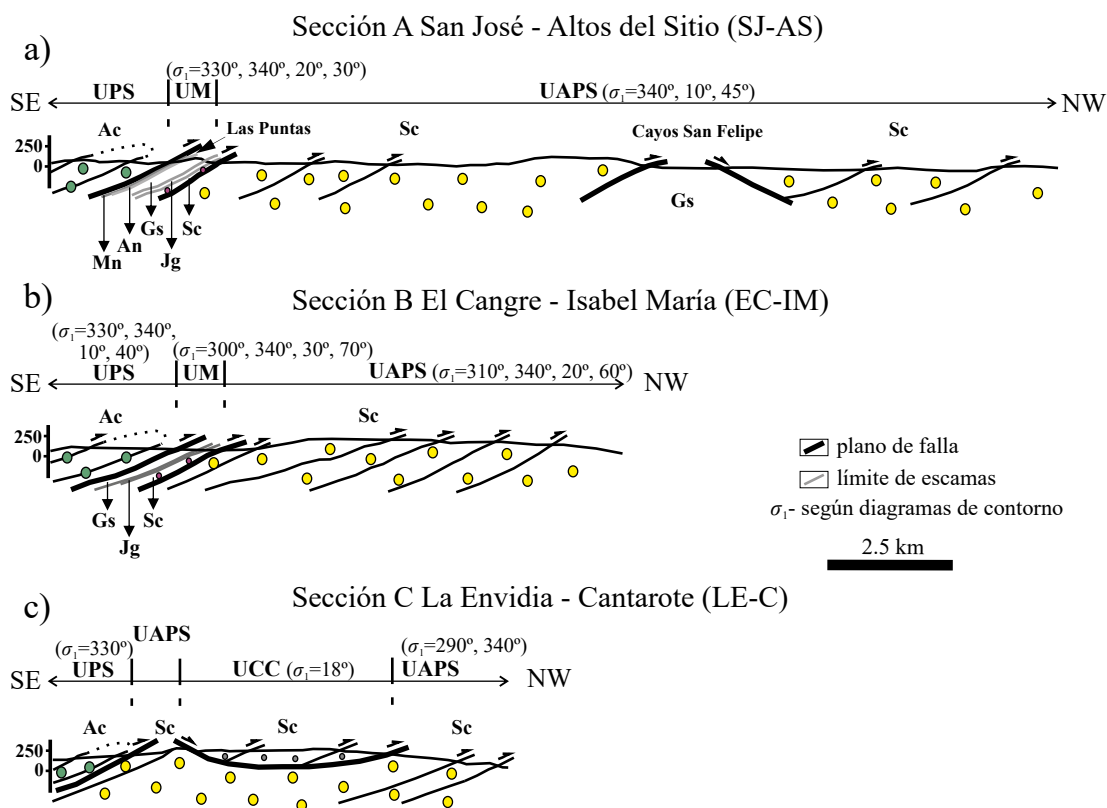 a)
Sección A San José - Altos del Sitio (SJ-AS)
(σ₁=330º, 340º, 20º, 30º)
SE UPS UM UAPS (σ₁=340º, 10º, 45º) NW
Ac Las Puntas Sc Cayos San Felipe Sc
250
0
Gs
Gs Sc
An
Mn Jg
b)
Sección B El Cangre - Isabel María (EC-IM)
(σ₁=330º, 340º,
10º, 40º) (σ₁=300º, 340º, 30º, 70º)
SE UPS UM UAPS (σ₁=310º, 340º, 20º, 60º) NW
Ac Sc
250
0
Gs Sc
Jg
plano de falla
límite de escamas
σ₁- según diagramas de contorno
2.5 km
c)
Sección C La Envidia - Cantarote (LE-C)
UAPS
(σ₁=330º) (σ₁=290º, 340º)
SE UPS UCC (σ₁=18º) UAPS NW
Ac Sc Sc Sc
250
0